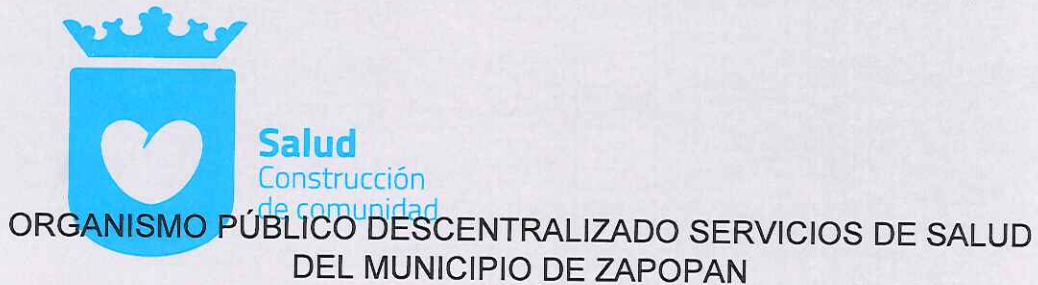 Salud
Construcción
de comunidad
ORGANISMO PÚBLICO DESCENTRALIZADO SERVICIOS DE SALUD
DEL MUNICIPIO DE ZAPOPAN